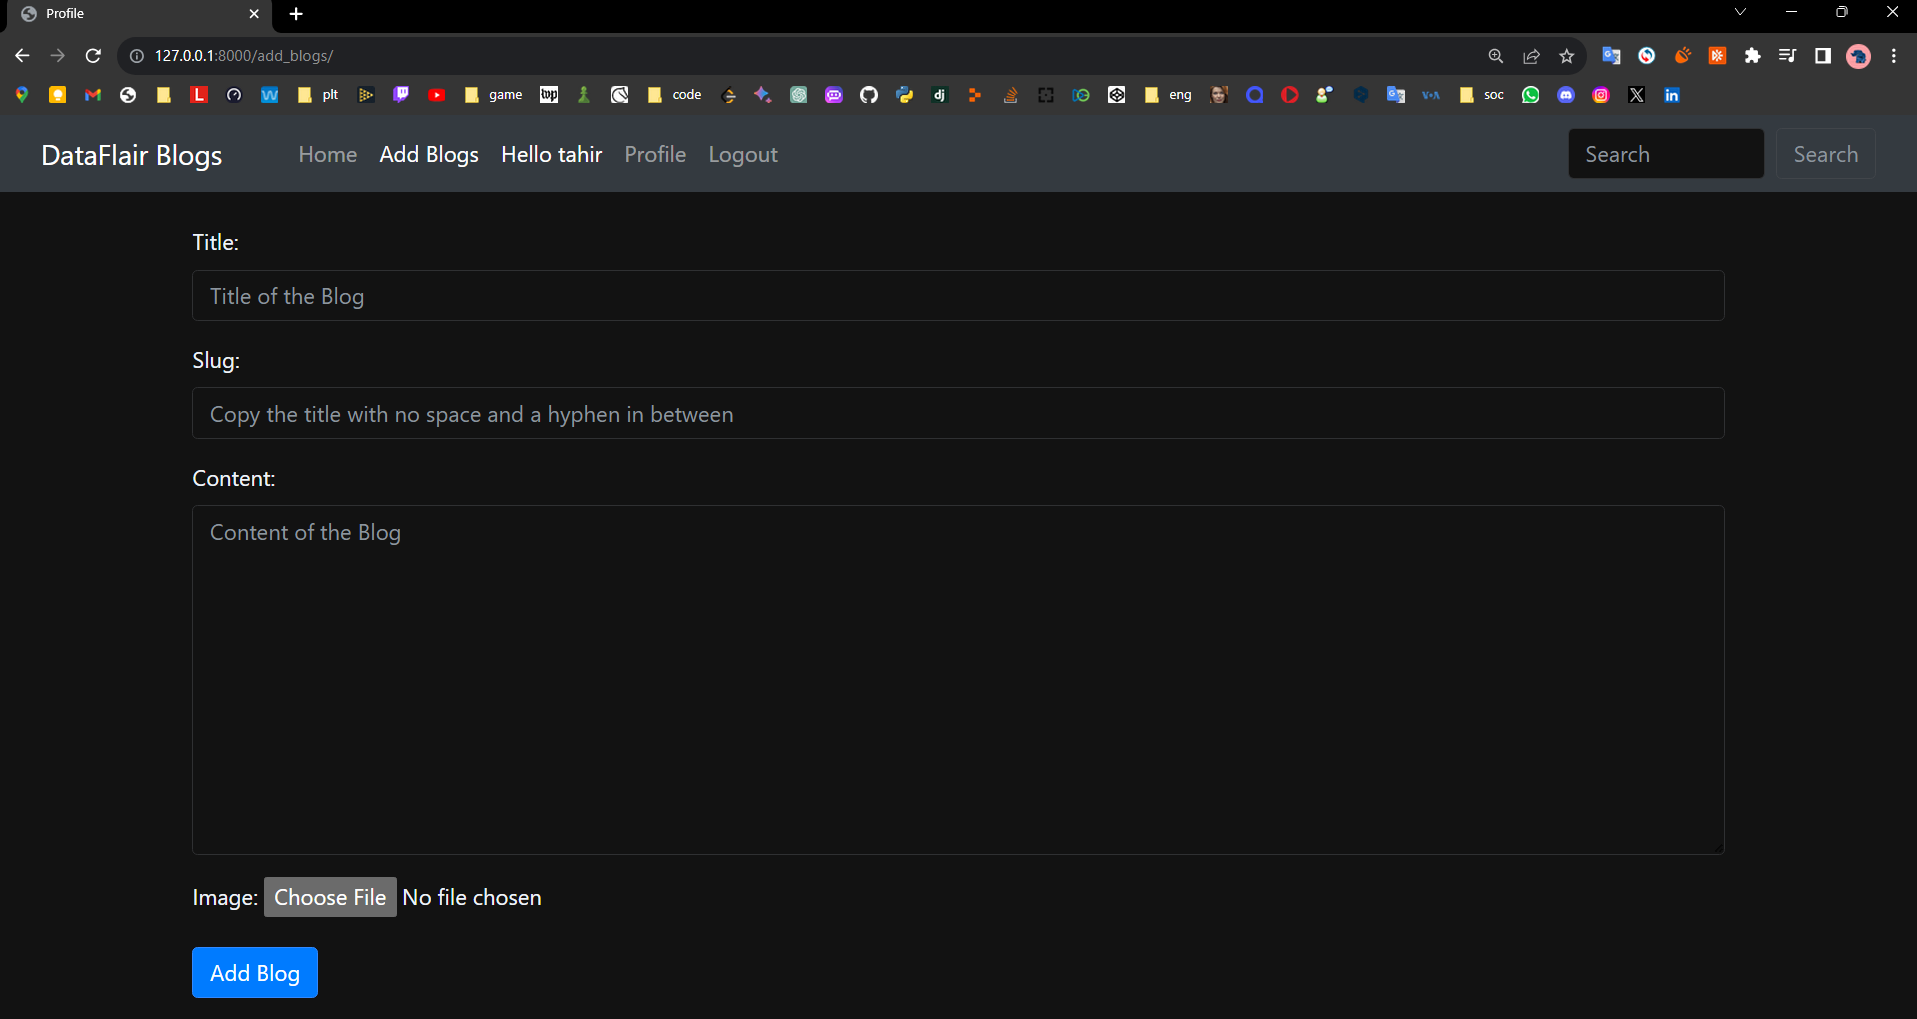 Profile
127.0.0.1:8000/add_blogs/
plt game code eng soc
DataFlair Blogs Home Add Blogs Hello tahir Profile Logout Search Search
Title:
Title of the Blog
Slug:
Copy the title with no space and a hyphen in between
Content:
Content of the Blog
Image: Choose File No file chosen
Add Blog